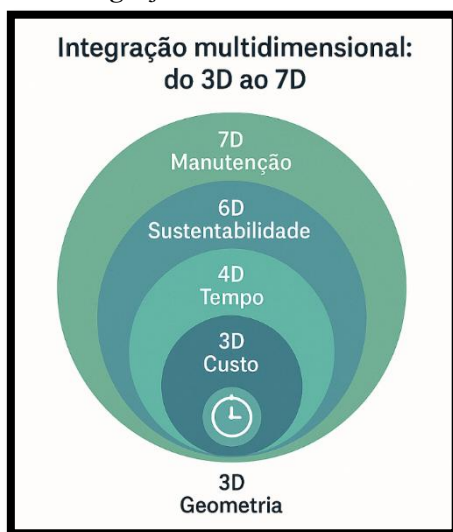 Integração multidimensional:
do 3D ao 7D
7D
Manutenção
6D
Sustentabilidade
4D
Tempo
3D
Custo
3D
Geometria